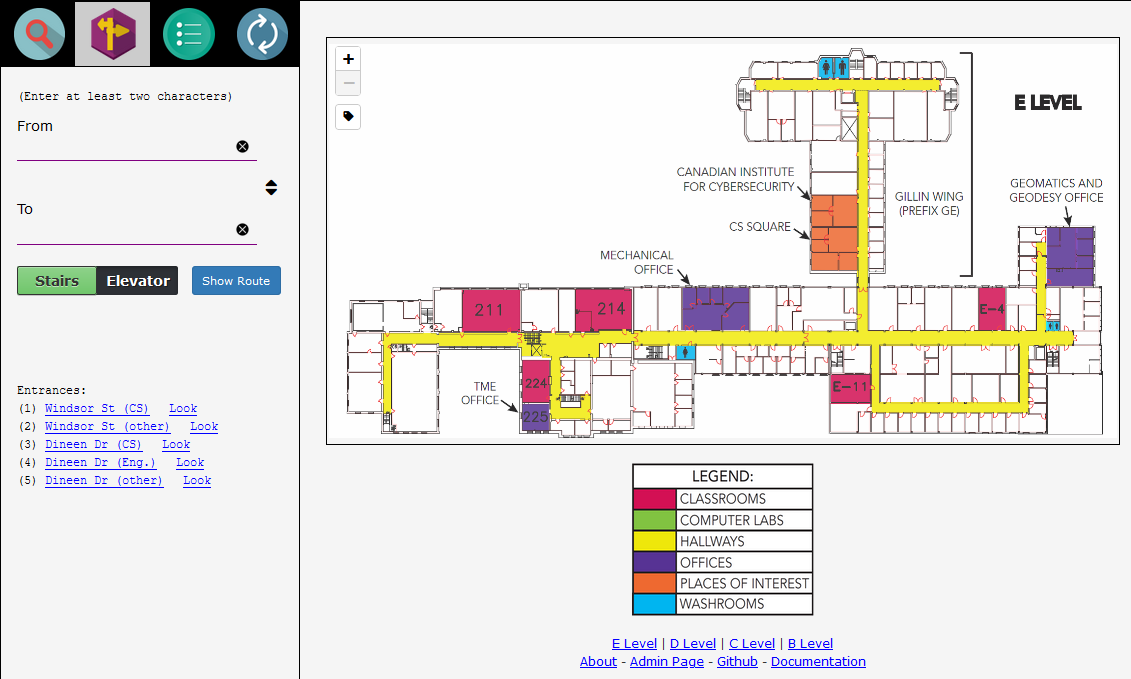 (Enter at least two characters)
From
To
Stairs Elevator Show Route
Entrances:
(1) Windsor St (CS) Look
(2) Windsor St (other) Look
(3) Dineen Dr (CS) Look
(4) Dineen Dr (Eng.) Look
(5) Dineen Dr (other) Look
+
−
E LEVEL
CANADIAN INSTITUTE
FOR CYBERSECURITY
CS SQUARE
GILLIN WING
(PREFIX GE)
GEOMATICS AND
GEODESY OFFICE
MECHANICAL
OFFICE
211
214
E-4
224
E-11
TME
OFFICE
225
LEGEND:
CLASSROOMS
COMPUTER LABS
HALLWAYS
OFFICES
PLACES OF INTEREST
WASHROOMS
E Level | D Level | C Level | B Level
About - Admin Page - Github - Documentation